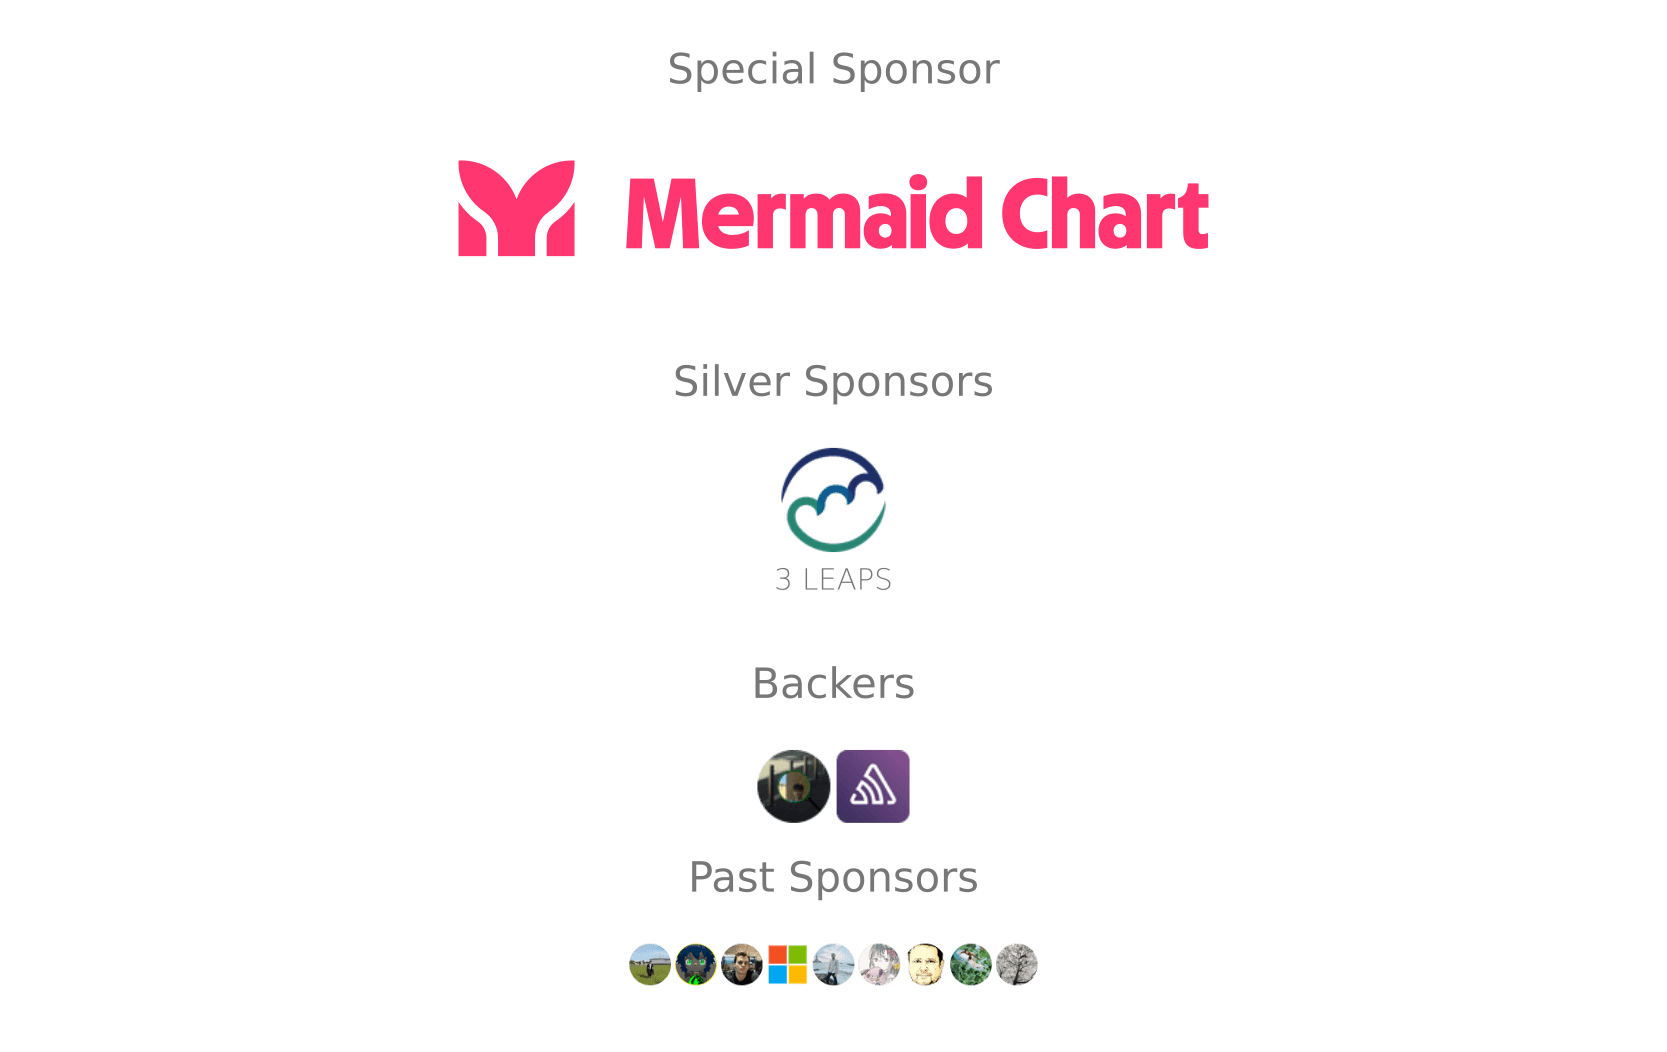 Special Sponsor
Mermaid Chart
Silver Sponsors
3 LEAPS
Backers
Past Sponsors